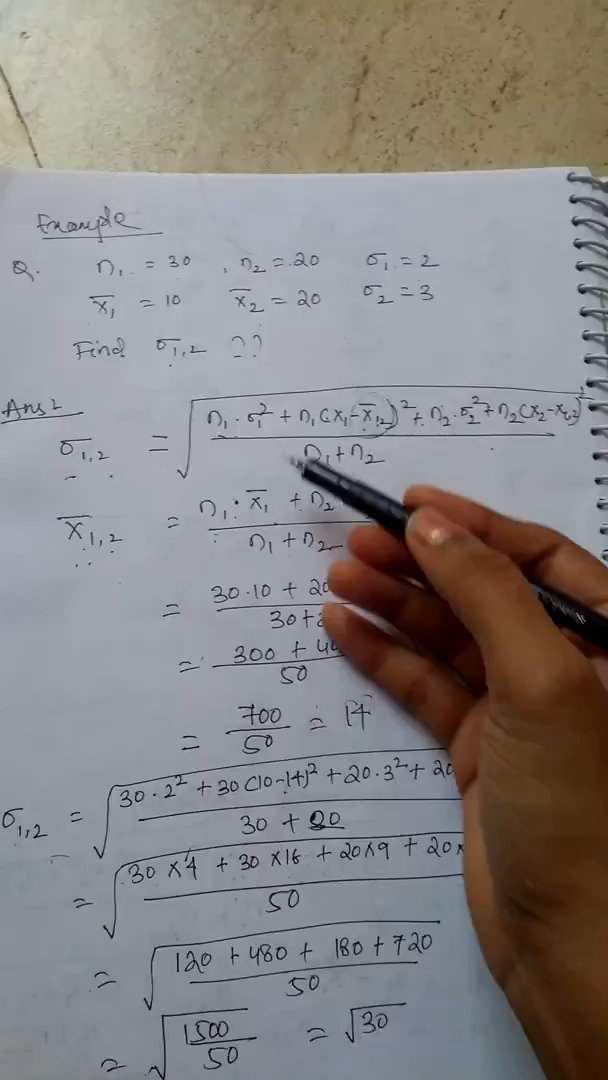 Example
Q. n₁ = 30 , n₂ = 20 σ₁ = 2
x̄₁ = 10 x̄₂ = 20 σ₂ = 3
Find σ₁,₂ ??
Ans:
σ₁,₂ = √((n₁·σ₁² + n₁(x₁-x̄₁,₂)² + n₂·σ₂² + n₂(x₂-x₁,₂)²)/(n₁+n₂))
x̄₁,₂ = (n₁·x̄₁ + n₂)/(n₁+n₂)
= (30·10 + 20)/(30+
= (300 +)/50
= 700/50 = 14
σ₁,₂ = √((30·2² + 30(10-14)² + 20·3² + 20)/(30 + 20))
= √((30×4 + 30×16 + 20×9 + 20×)/50)
= √((120 + 480 + 180 + 720)/50)
= √(1500/50) = √30